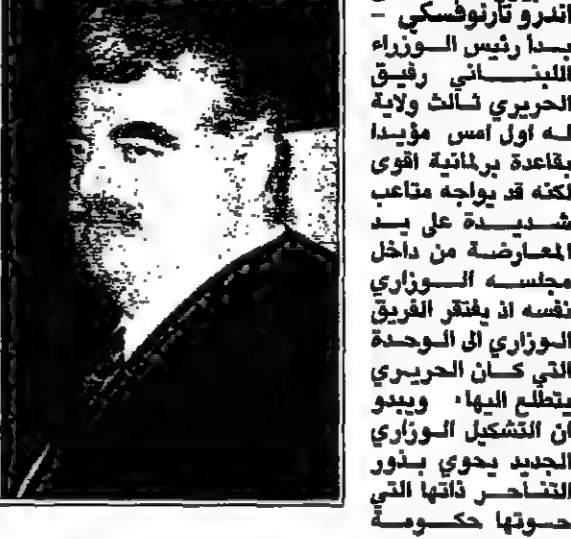 اندرو تارنوفسكي –
بدأ رئيس الوزراء
اللبناني رفيق
الحريري ثالث ولاية
له اول امس مؤيدا
بقاعدة برلمانية اقوى
لكنه قد يواجه متاعب
شديدة على يد
المعارضة من داخل
مجلسه الوزاري
نفسه اذ يفتقر الفريق
الوزاري الى الوحدة
التي كان الحريري
يتطلع اليها، ويبدو
ان التشكيل الوزاري
الجديد يحوي بذور
التناحر ذاتها التي
حوتها حكومة